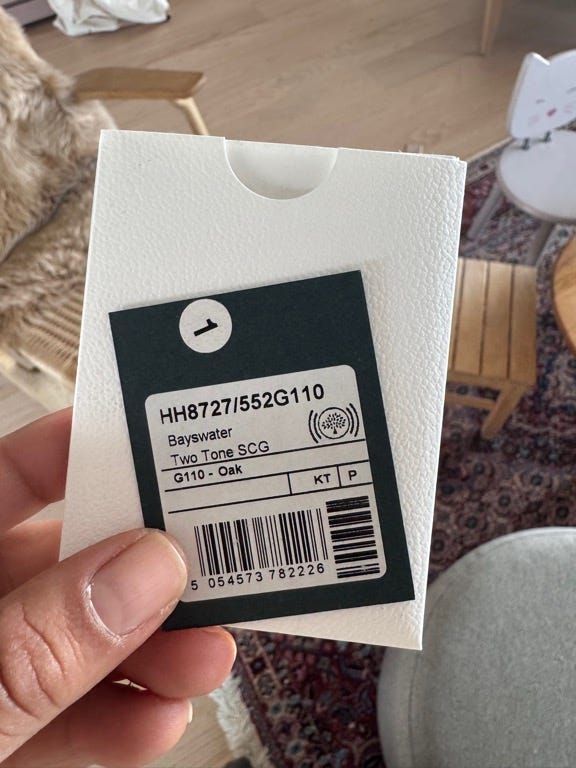 1
HH8727/552G110
Bayswater
Two Tone SCG
G110 - Oak
KT P
5 054573 782226